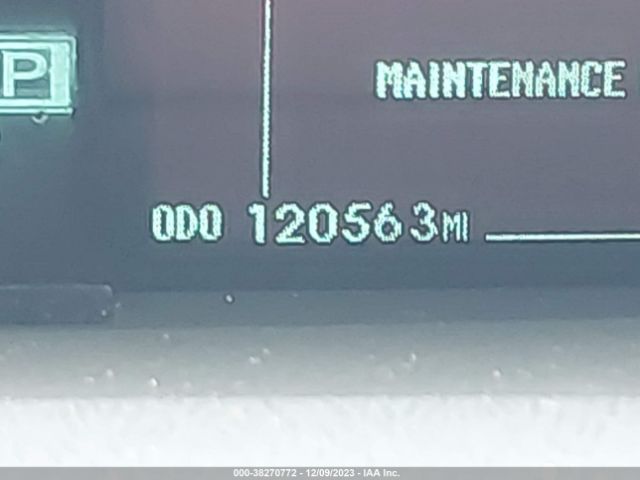 P
MAINTENANCE
ODO 120563MI
000-38270772 - 12/09/2023 - IAA Inc.